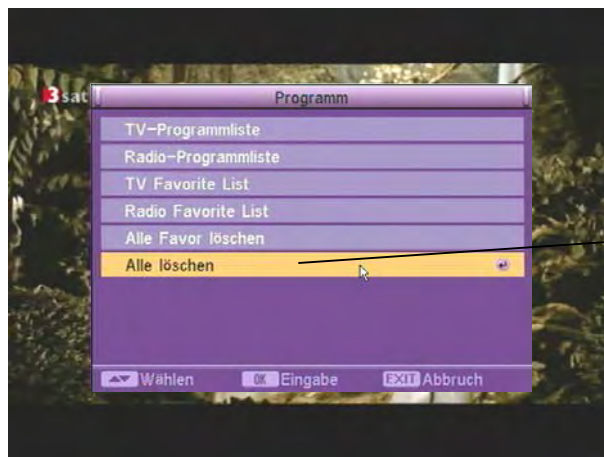 3sat
Programm
TV-Programmliste
Radio-Programmliste
TV Favorite List
Radio Favorite List
Alle Favor löschen
Alle löschen
Wählen OK Eingabe EXIT Abbruch